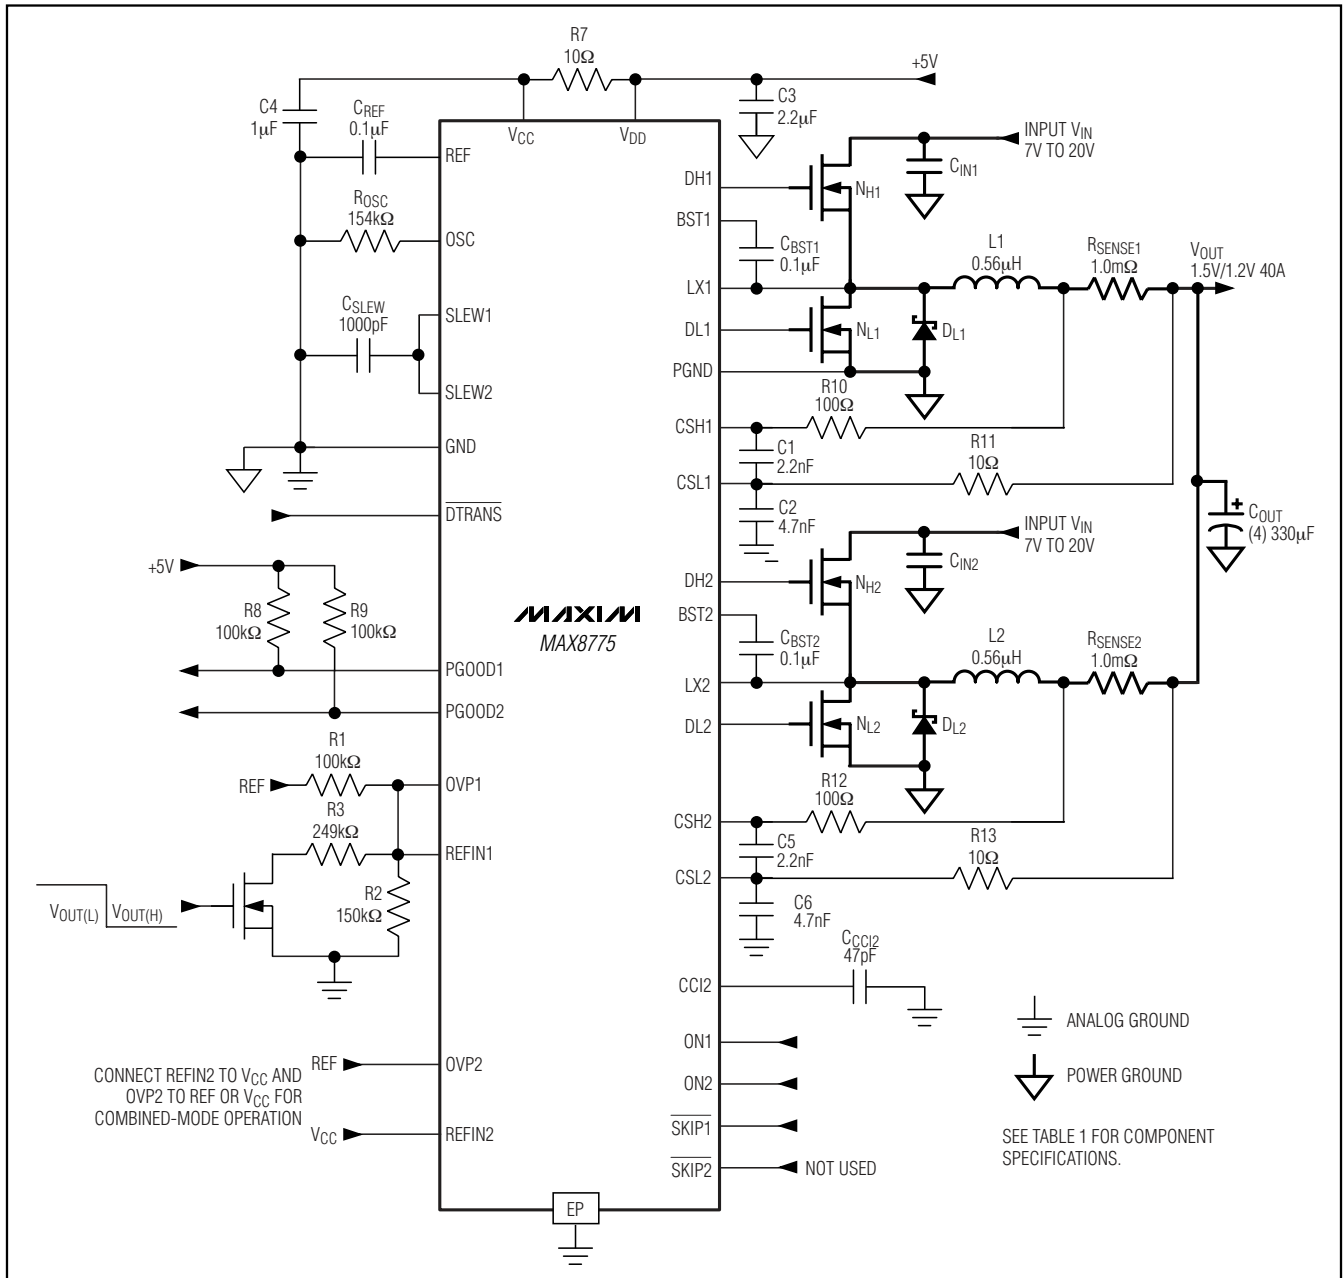 R7
10Ω
+5V
C4
1μF
CREF
0.1μF
C3
2.2μF
VCC
VDD
REF
INPUT VIN
7V TO 20V
CIN1
DH1
NH1
ROSC
154kΩ
OSC
BST1
CBST1
0.1μF
L1
0.56μH
RSENSE1
1.0mΩ
VOUT
1.5V/1.2V 40A
LX1
CSLEW
1000pF
SLEW1
DL1
NL1
DL1
PGND
SLEW2
R10
100Ω
CSH1
GND
C1
2.2nF
R11
10Ω
CSL1
DTRANS
C2
4.7nF
INPUT VIN
7V TO 20V
CIN2
COUT
(4) 330μF
+5V
DH2
NH2
R8
100kΩ
R9
100kΩ
MAXIM
MAX8775
BST2
CBST2
0.1μF
L2
0.56μH
RSENSE2
1.0mΩ
PGOOD1
LX2
PGOOD2
DL2
NL2
DL2
R1
100kΩ
REF
OVP1
R12
100Ω
R3
249kΩ
CSH2
REFIN1
C5
2.2nF
R13
10Ω
CSL2
R2
150kΩ
VOUT(L)
VOUT(H)
C6
4.7nF
CCCI2
47pF
CCI2
ANALOG GROUND
ON1
REF
OVP2
ON2
POWER GROUND
CONNECT REFIN2 TO VCC AND
OVP2 TO REF OR VCC FOR
COMBINED-MODE OPERATION
VCC
REFIN2
SKIP1
SEE TABLE 1 FOR COMPONENT
SPECIFICATIONS.
SKIP2
NOT USED
EP